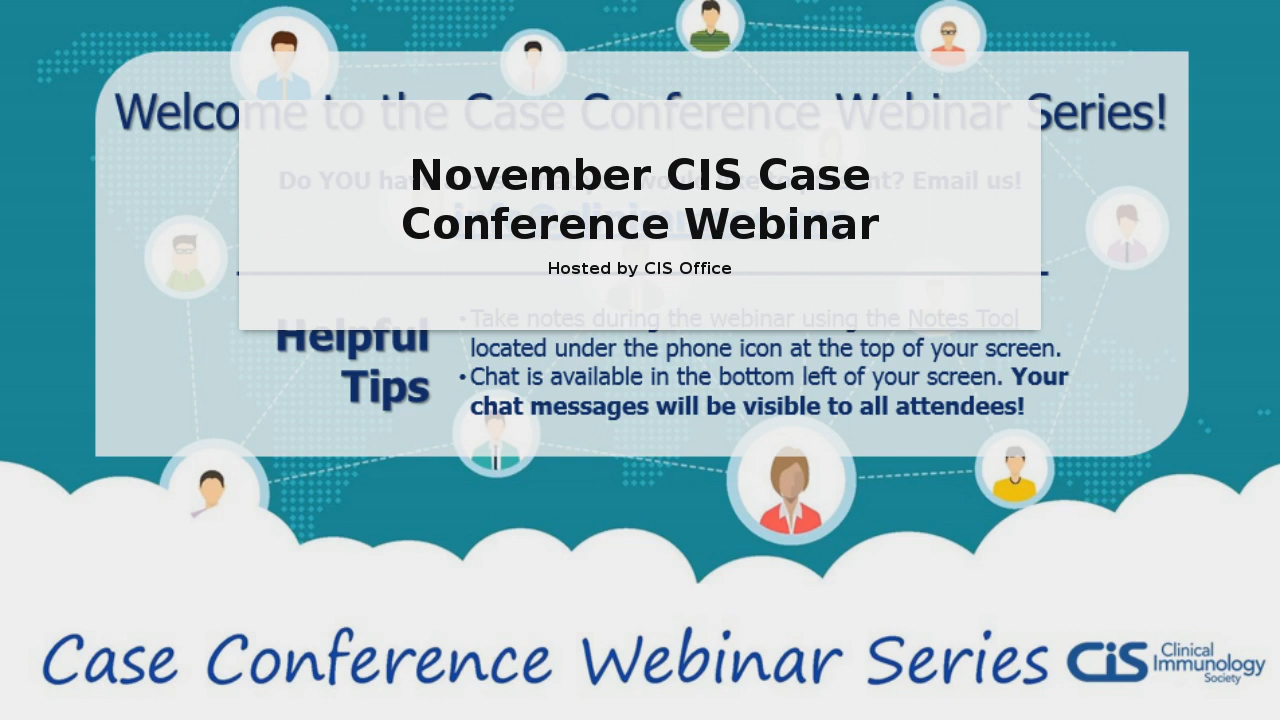 Welcome to the Case Conference Webinar Series!
November CIS Case
Conference Webinar
Hosted by CIS Office
Do YOU hav
nt? Email us!
Helpful
Tips
• Take notes during the webinar using the Notes Tool
located under the phone icon at the top of your screen.
• Chat is available in the bottom left of your screen. Your
chat messages will be visible to all attendees!
Case Conference Webinar Series
CIS Clinical
Immunology
Society